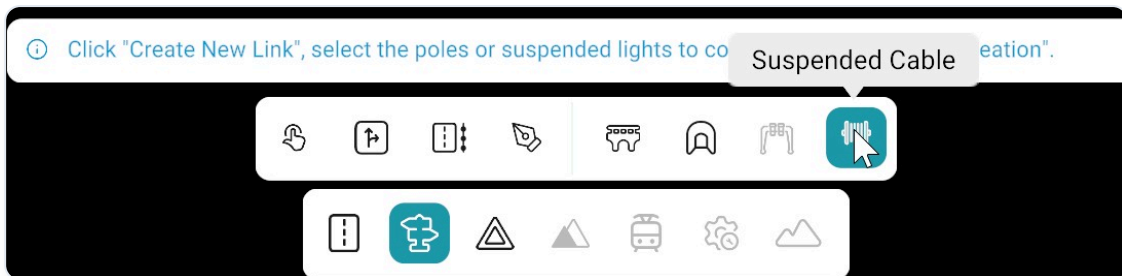 Click "Create New Link", select the poles or suspended lights to co eation".
Suspended Cable